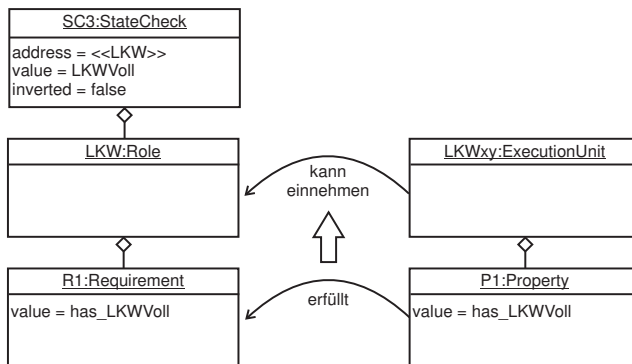 SC3:StateCheck
address = <<LKW>>
value = LKWVoll
inverted = false
LKW:Role
LKWxy:ExecutionUnit
kann
einnehmen
R1:Requirement
value = has_LKWVoll
erfüllt
P1:Property
value = has_LKWVoll